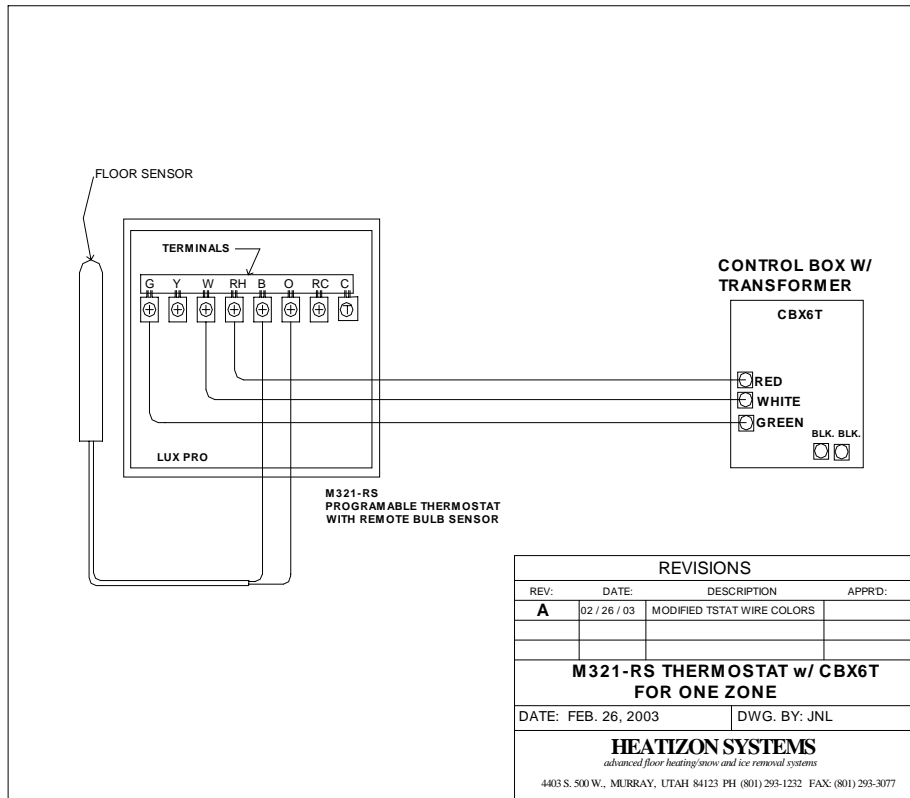 FLOOR SENSOR
TERMINALS
G Y W RH B O RC C
T
LUX PRO
M321-RS
PROGRAMABLE THERMOSTAT
WITH REMOTE BULB SENSOR
CONTROL BOX W/
TRANSFORMER
CBX6T
RED
WHITE
GREEN
BLK. BLK.
REVISIONS
REV: DATE: DESCRIPTION APPR'D:
A 02 / 26 / 03 MODIFIED TSTAT WIRE COLORS
M321-RS THERMOSTAT w/ CBX6T
FOR ONE ZONE
DATE: FEB. 26, 2003 DWG. BY: JNL
HEATIZON SYSTEMS
advanced floor heating/snow and ice removal systems
4403 S. 500 W., MURRAY, UTAH 84123 PH (801) 293-1232 FAX: (801) 293-3077